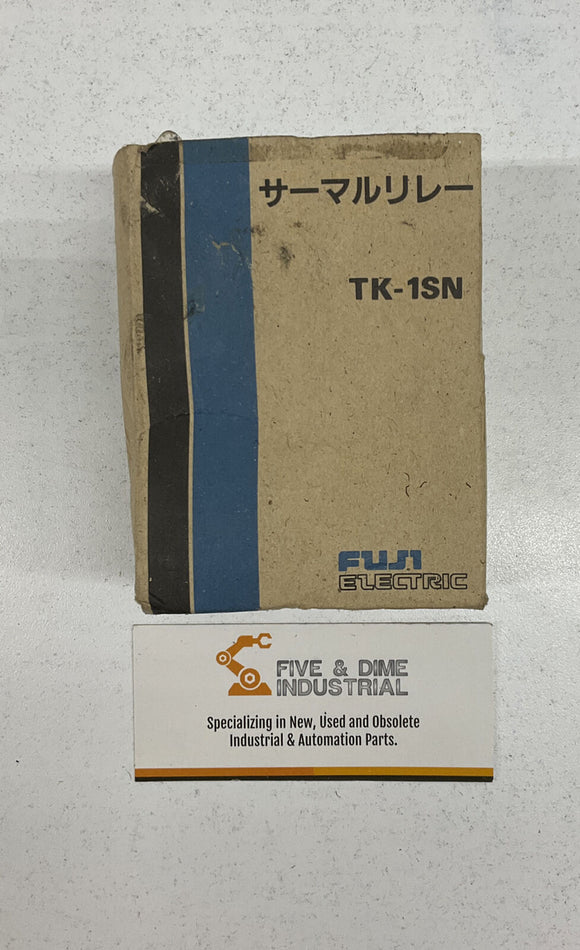 サーマルリレー
TK-1SN
FUJI
ELECTRIC
FIVE & DIME
INDUSTRIAL
Specializing in New, Used and Obsolete
Industrial & Automation Parts.